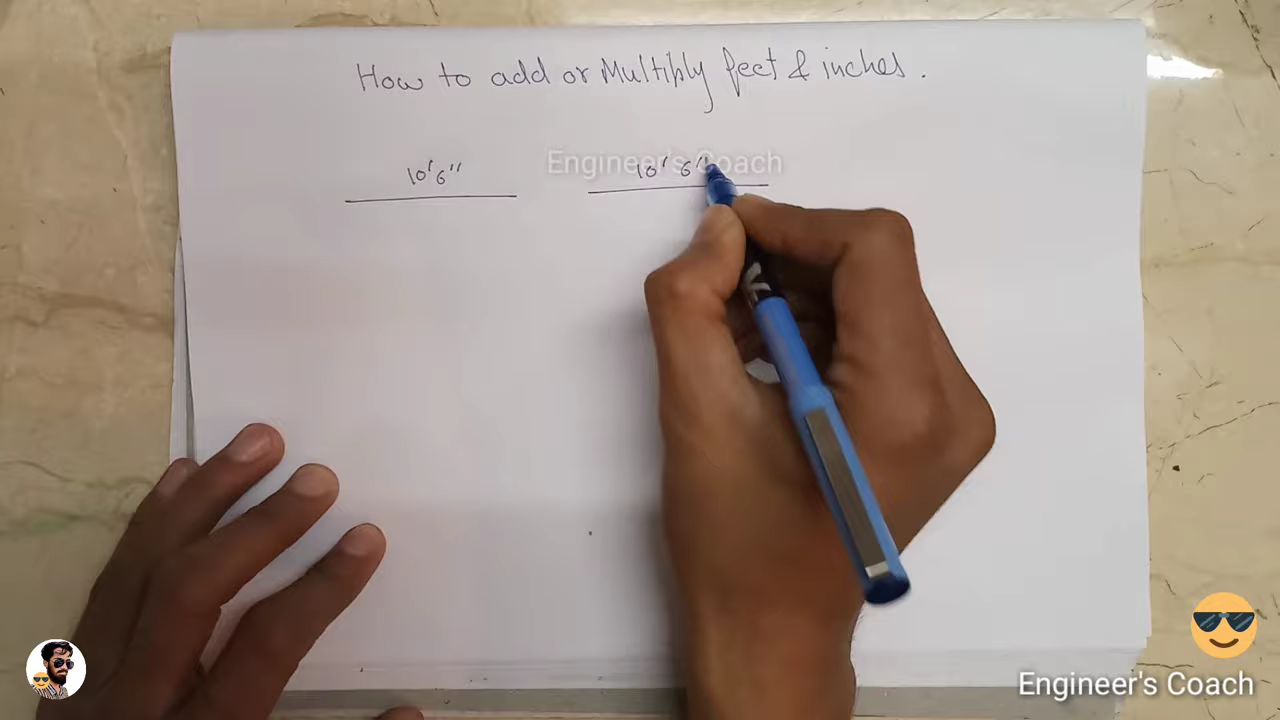 How to add or Multiply feet & inches.
10'6"
10' 6"
Engineer's Coach
Engineer's Coach